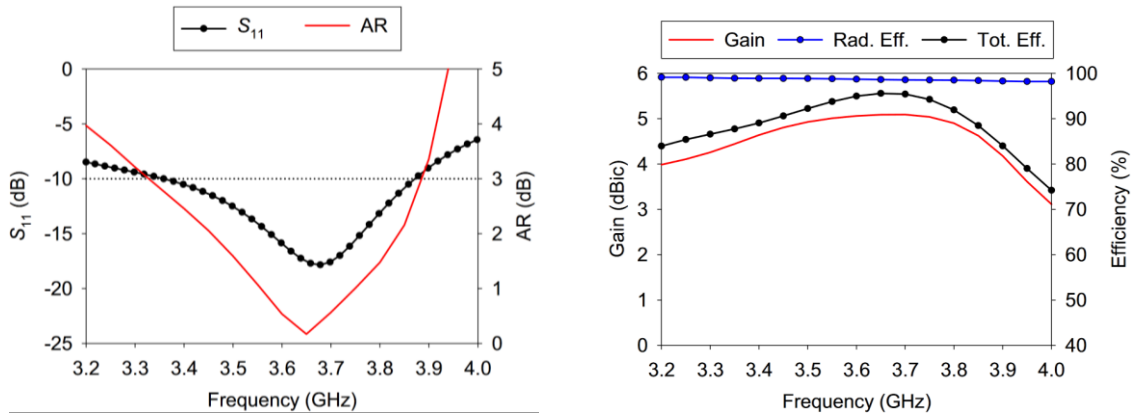 S11 AR
0 5
-5 4
-10 3
-15 2
-20 1
-25 0
S11 (dB)
AR (dB)
3.2 3.3 3.4 3.5 3.6 3.7 3.8 3.9 4.0
Frequency (GHz)
Gain Rad. Eff. Tot. Eff.
6 100
5 90
4 80
3 70
2 60
1 50
0 40
Gain (dBic)
Efficiency (%)
3.2 3.3 3.4 3.5 3.6 3.7 3.8 3.9 4.0
Frequency (GHz)